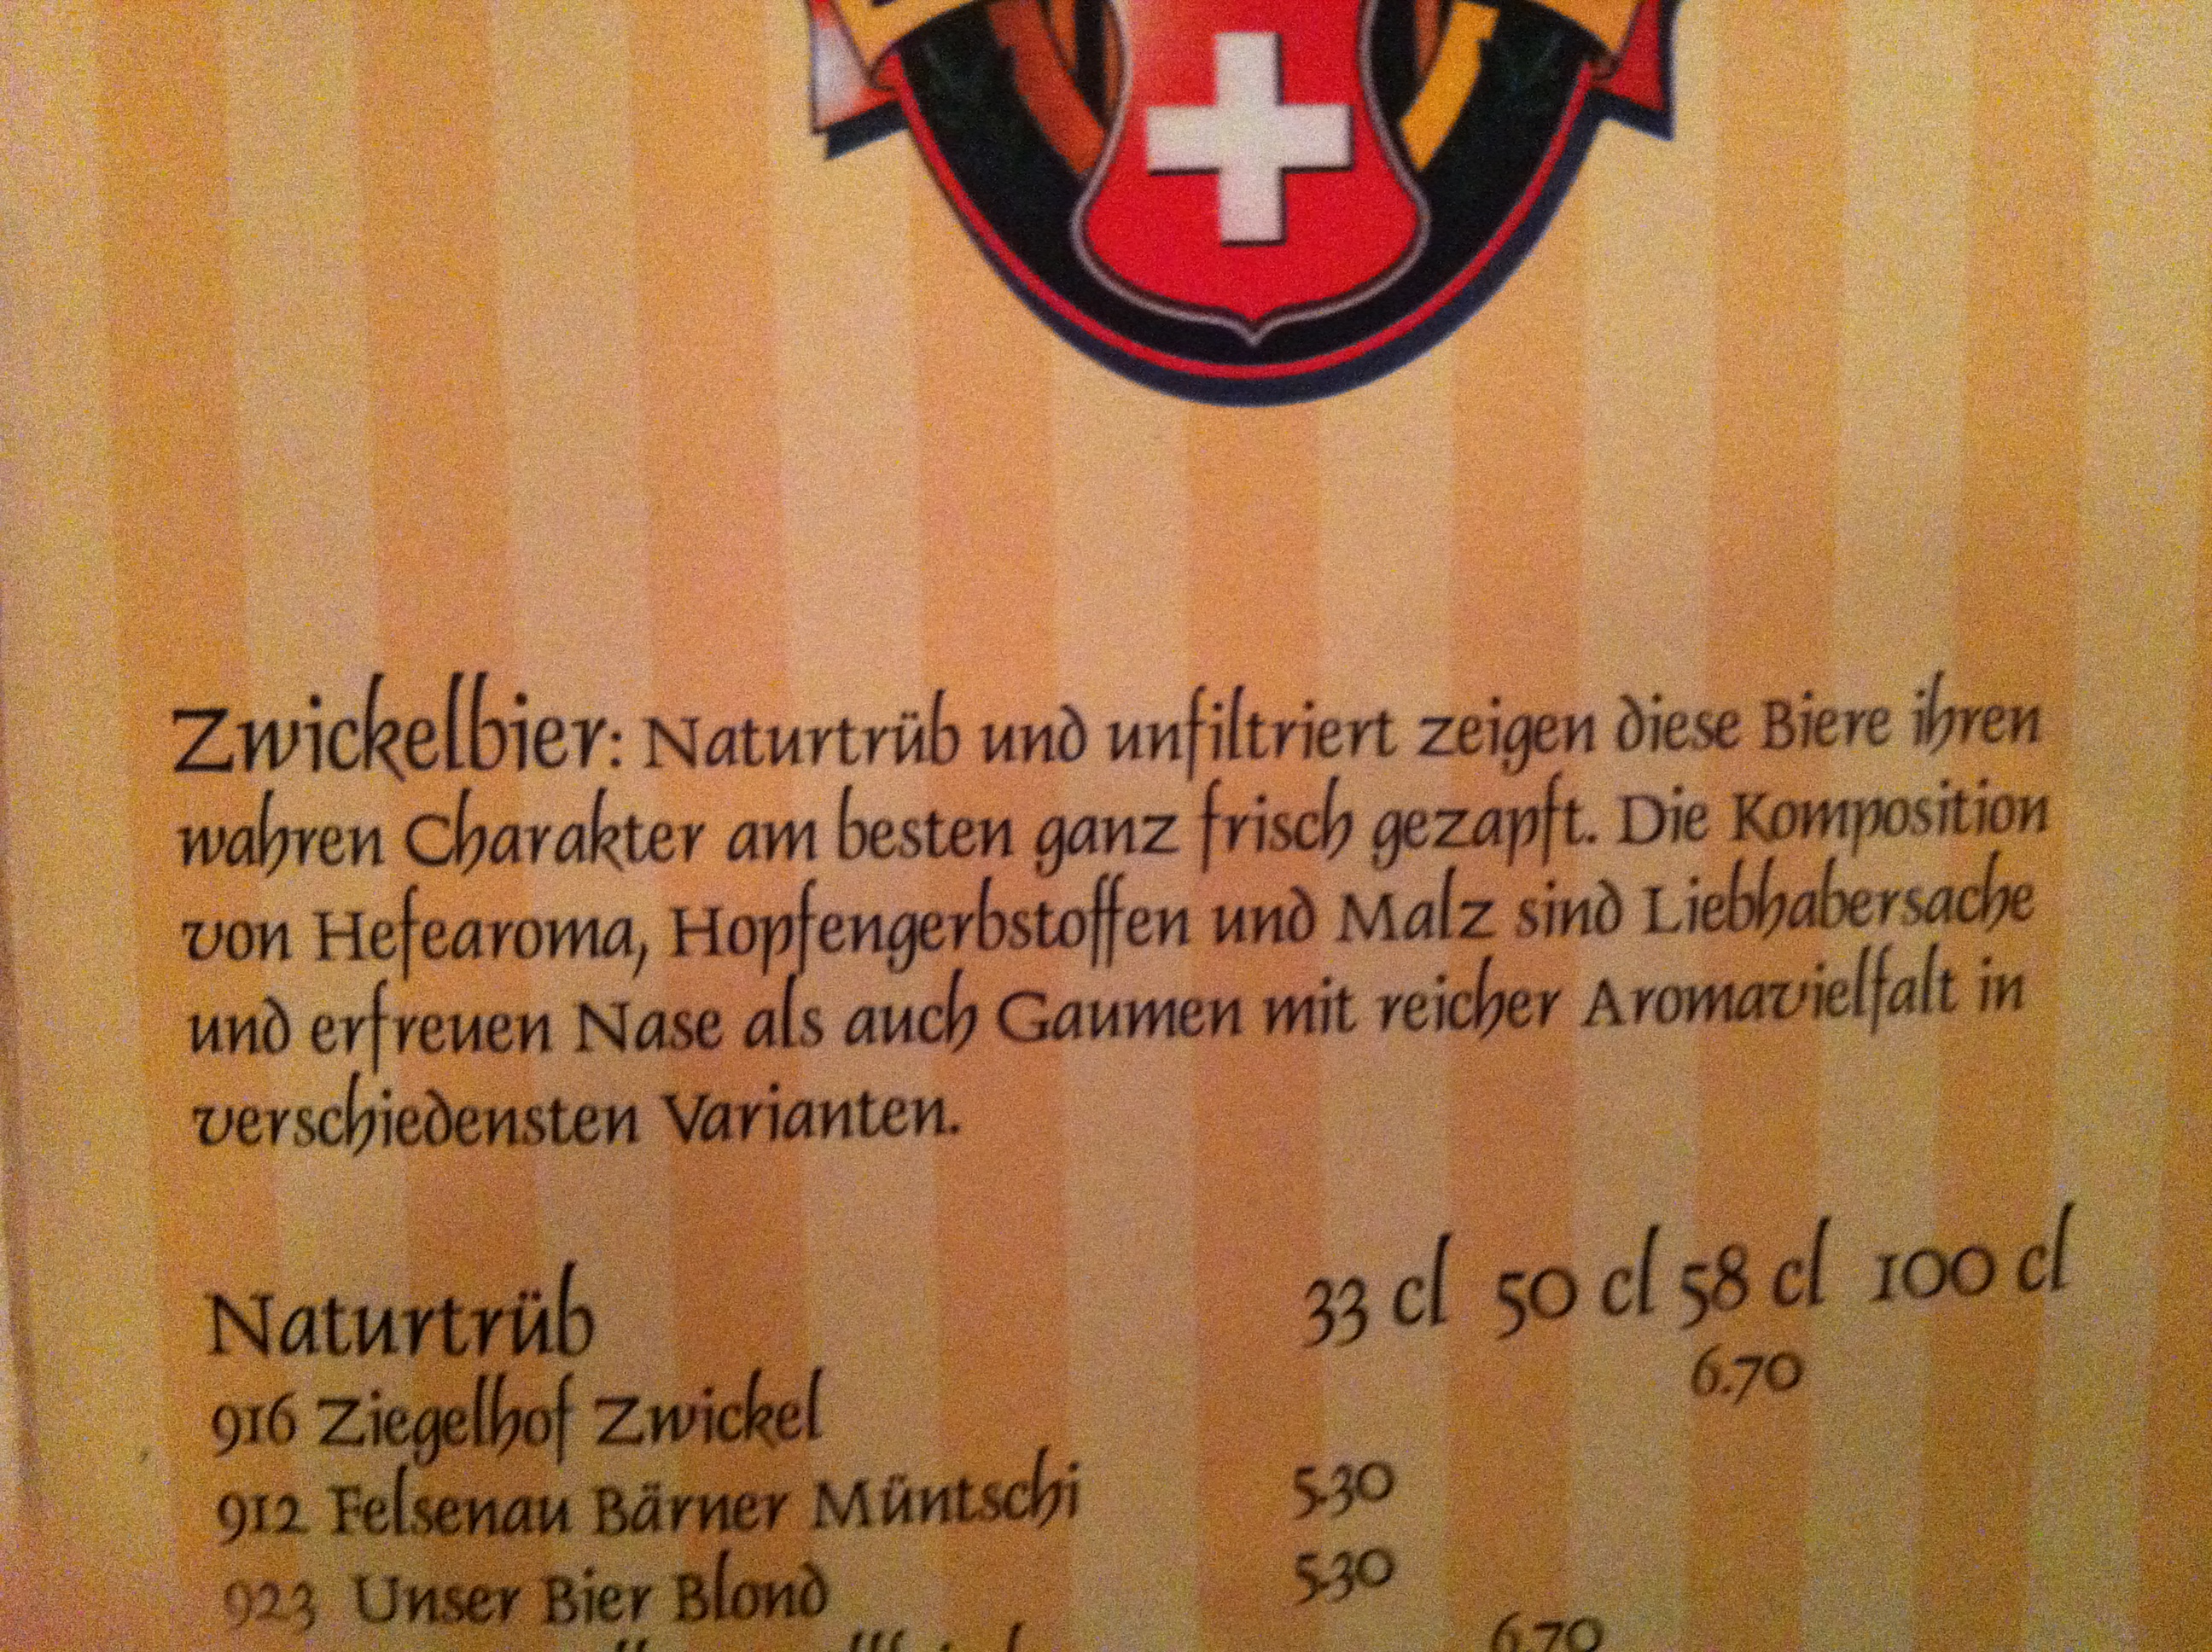 Zwickelbier: Naturtrüb und unfiltriert zeigen diese Biere ihren
wahren Charakter am besten ganz frisch gezapft. Die Komposition
von Hefearoma, Hopfengerbstoffen und Malz sind Liebhabersache
und erfreuen Nase als auch Gaumen mit reicher Aromavielfalt in
verschiedensten Varianten.
Naturtrüb 33 cl 50 cl 58 cl 100 cl
916 Ziegelhof Zwickel 6.70
912 Felsenau Bärner Müntschi 5.30
923 Unser Bier Blond 5.30
6.70